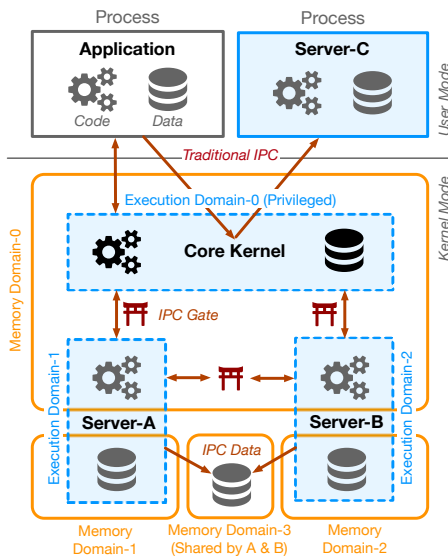 Process
Process
Application
Server-C
Code
Data
User Mode
Traditional IPC
Kernel Mode
Execution Domain-0 (Privileged)
Core Kernel
Memory Domain-0
IPC Gate
Execution Domain-1
Execution Domain-2
Server-A
Server-B
IPC Data
Memory
Domain-1
Memory Domain-3
(Shared by A & B)
Memory
Domain-2